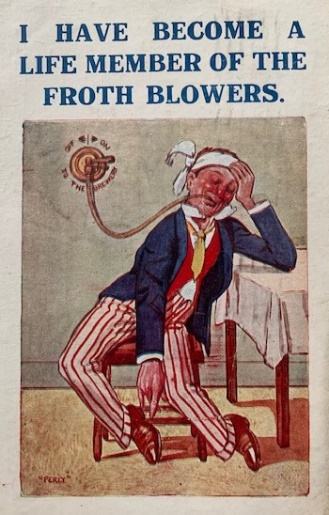 I HAVE BECOME A
LIFE MEMBER OF THE
FROTH BLOWERS.
OFF ON
TO THE BREWERY
"PERCY"